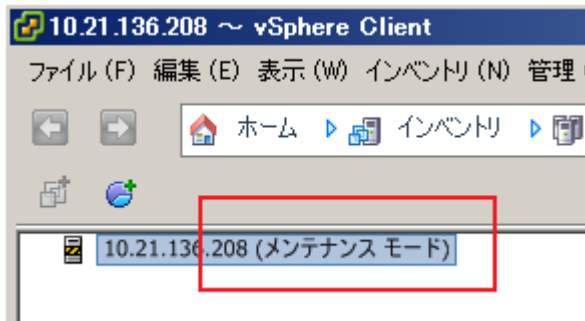 10.21.136.208 ～ vSphere Client
ファイル (F) 編集 (E) 表示 (W) インベントリ (N) 管理 (
ホーム インベントリ
10.21.136.208 (メンテナンス モード)